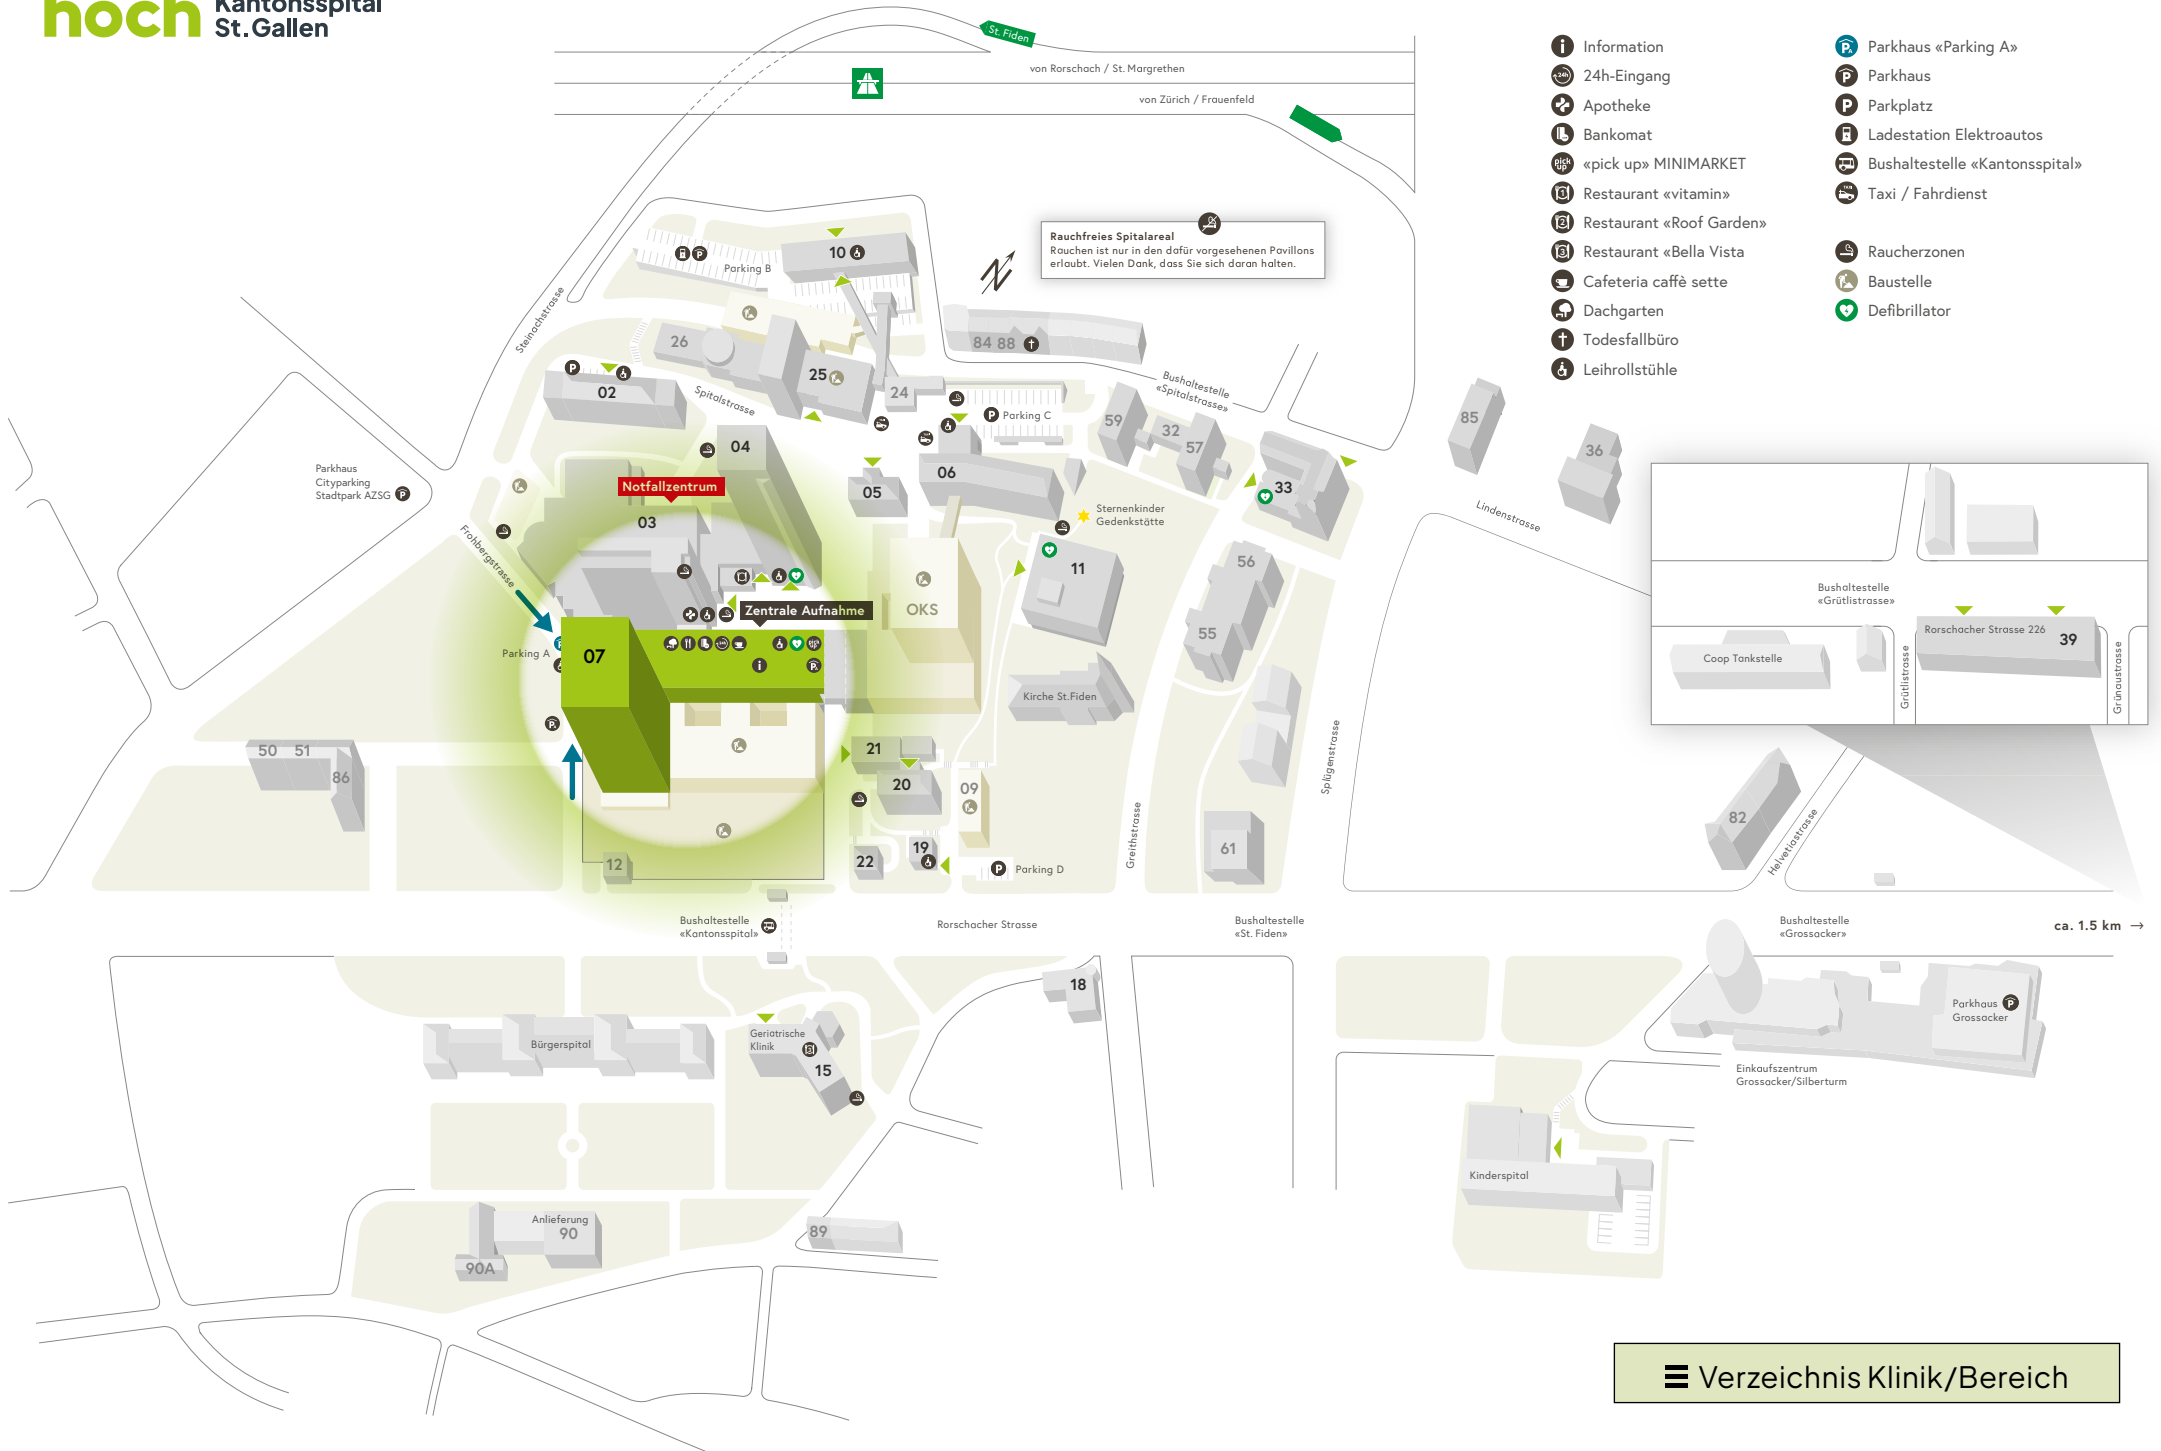 hoch Kantonsspital
St.Gallen
St. Fiden
von Rorschach / St. Margrethen
von Zürich / Frauenfeld
Information
24h-Eingang
Apotheke
Bankomat
«pick up» MINIMARKET
Restaurant «vitamin»
Restaurant «Roof Garden»
Restaurant «Bella Vista
Cafeteria caffè sette
Dachgarten
Todesfallbüro
Leihrollstühle
Parkhaus «Parking A»
Parkhaus
Parkplatz
Ladestation Elektroautos
Bushaltestelle «Kantonsspital»
Taxi / Fahrdienst
Raucherzonen
Baustelle
Defibrillator
Rauchfreies Spitalareal
Rauchen ist nur in den dafür vorgesehenen Pavillons
erlaubt. Vielen Dank, dass Sie sich daran halten.
N
10
Parking B
Steinachstrasse
26
84 88
25
24
02
Spitalstrasse
Bushaltestelle
«Spitalstrasse»
Parking C
59
32
57
85
36
04
06
05
33
Parkhaus
Cityparking
Stadtpark AZSG
Notfallzentrum
03
Sternenkinder
Gedenkstätte
Lindenstrasse
Frohbergstrasse
11
56
OKS
Zentrale Aufnahme
55
Parking A
07
Kirche St.Fiden
Bushaltestelle
«Grütlistrasse»
Rorschacher Strasse 226
39
Coop Tankstelle
Grütlistrasse
Grünaustrasse
50 51
86
21
20
09
Splügenstrasse
Greithstrasse
82
Helvetiastrasse
12
22
19
Parking D
61
Bushaltestelle
«Kantonsspital»
Rorschacher Strasse
Bushaltestelle
«St. Fiden»
Bushaltestelle
«Grossacker»
ca. 1.5 km →
18
Parkhaus
Grossacker
Bürgerspital
Geriatrische
Klinik
15
Einkaufszentrum
Grossacker/Silberturm
Kinderspital
Anlieferung
90
90A
89
Verzeichnis Klinik/Bereich